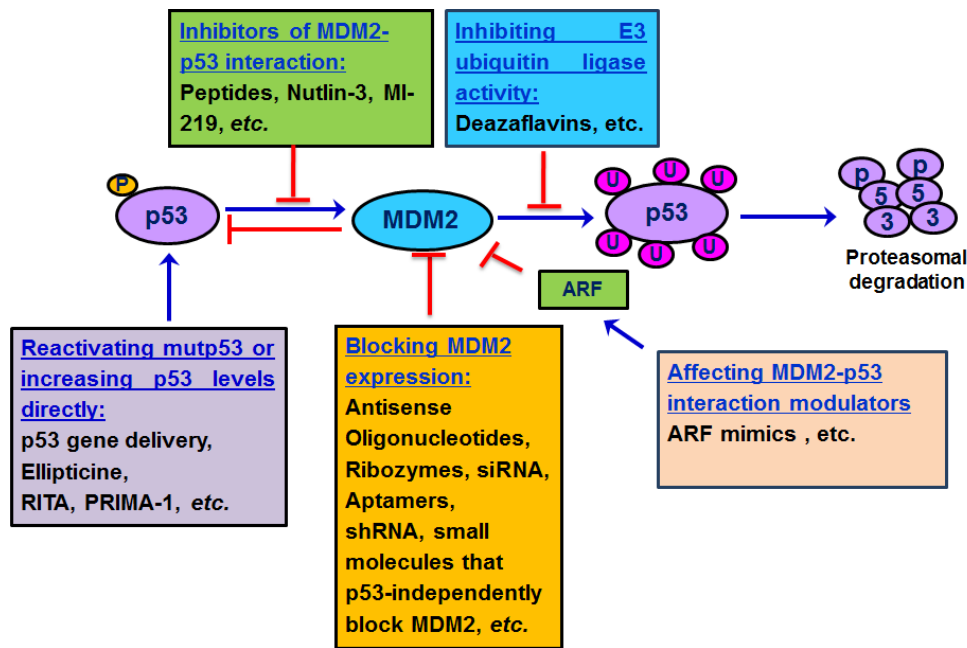 Inhibitors of MDM2-
p53 interaction:
Peptides, Nutlin-3, MI-
219, etc.
Inhibiting E3
ubiquitin ligase
activity:
Deazaflavins, etc.
P
p53
MDM2
U
U
U
p53
U
U
U
p p
5 5
3 3
Proteasomal
degradation
ARF
Reactivating mutp53 or
increasing p53 levels
directly:
p53 gene delivery,
Ellipticine,
RITA, PRIMA-1, etc.
Blocking MDM2
expression:
Antisense
Oligonucleotides,
Ribozymes, siRNA,
Aptamers,
shRNA, small
molecules that
p53-independently
block MDM2, etc.
Affecting MDM2-p53
interaction modulators
ARF mimics , etc.